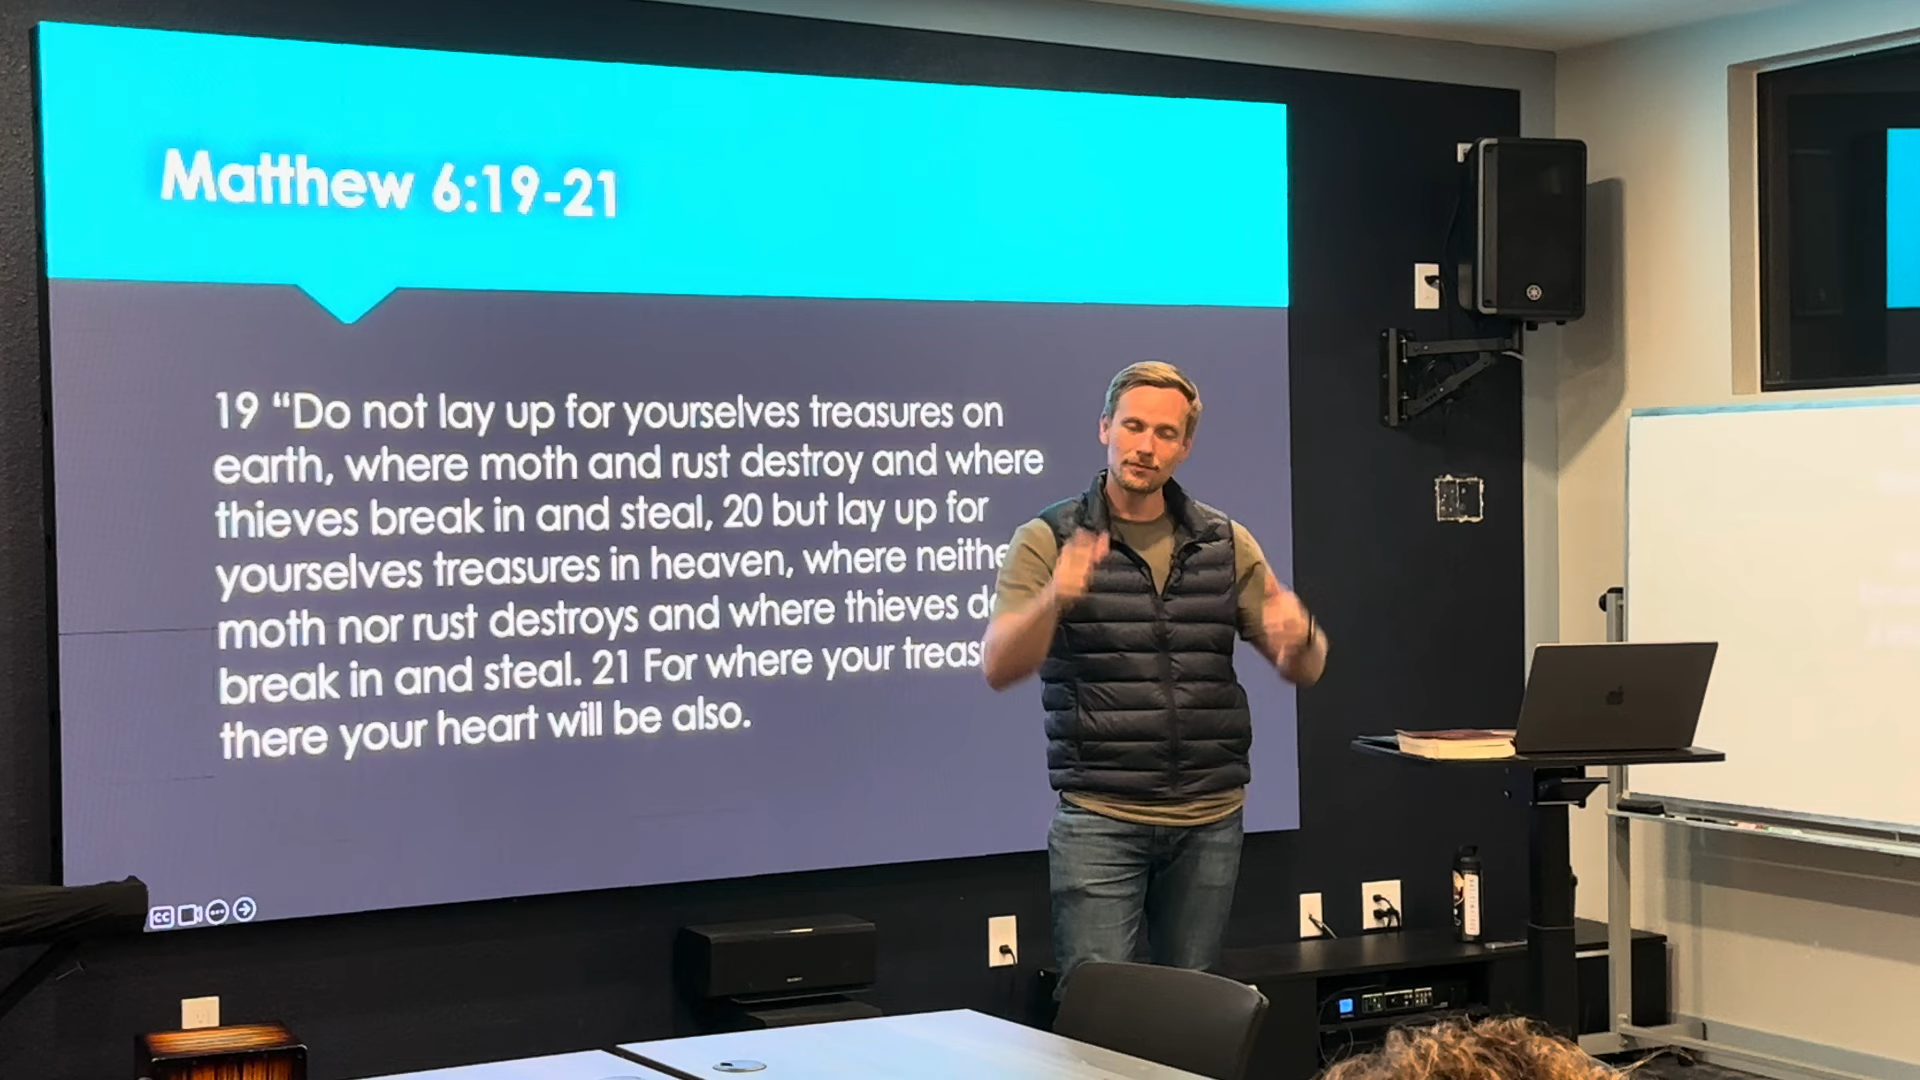 Matthew 6:19-21
19 “Do not lay up for yourselves treasures on
earth, where moth and rust destroy and where
thieves break in and steal, 20 but lay up for
yourselves treasures in heaven, where neithe
moth nor rust destroys and where thieves d
break in and steal. 21 For where your treas
there your heart will be also.
CC